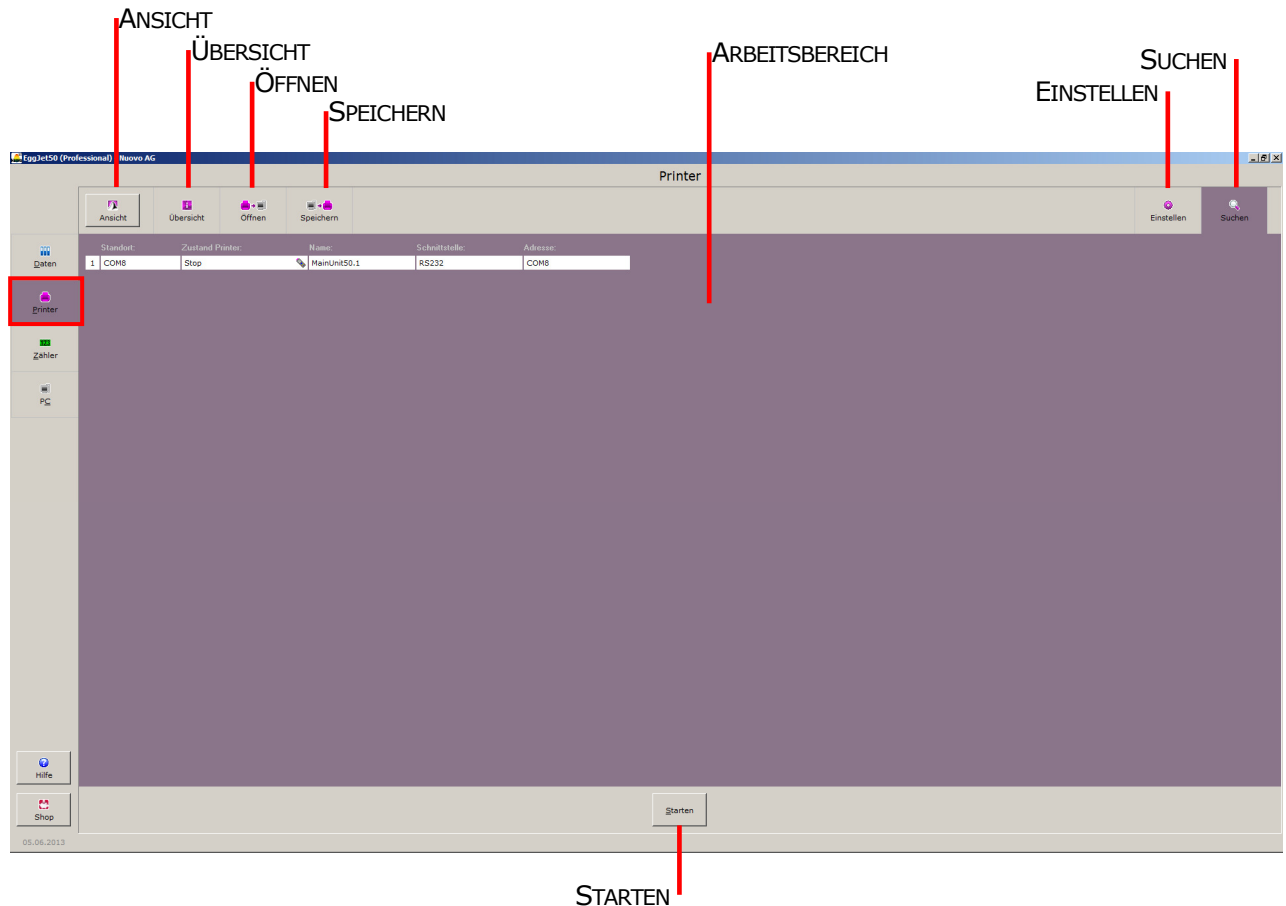 ANSICHT
ÜBERSICHT
ÖFFNEN
SPEICHERN
ARBEITSBEREICH
SUCHEN
EINSTELLEN
EggJet50 (Professional) Nuovo AG
Printer
Ansicht Übersicht Öffnen Speichern Einstellen Suchen
Standort: Zustand Printer: Name: Schnittstelle: Adresse:
1 COM8 Stop MainUnit50.1 RS232 COM8
Daten
Printer
Zähler
PC
Hilfe
Shop
Starten
05.06.2013
STARTEN